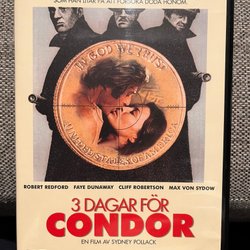 SOM HAN LITAR PÅ ATT FÖRSÖKA DÖDA HONOM.
IN GOD WE TRUST
UNITED STATES OF AMERICA
ROBERT REDFORD FAYE DUNAWAY CLIFF ROBERTSON MAX VON SYDOW
3 DAGAR FÖR
CONDOR
EN FILM AV SYDNEY POLLACK